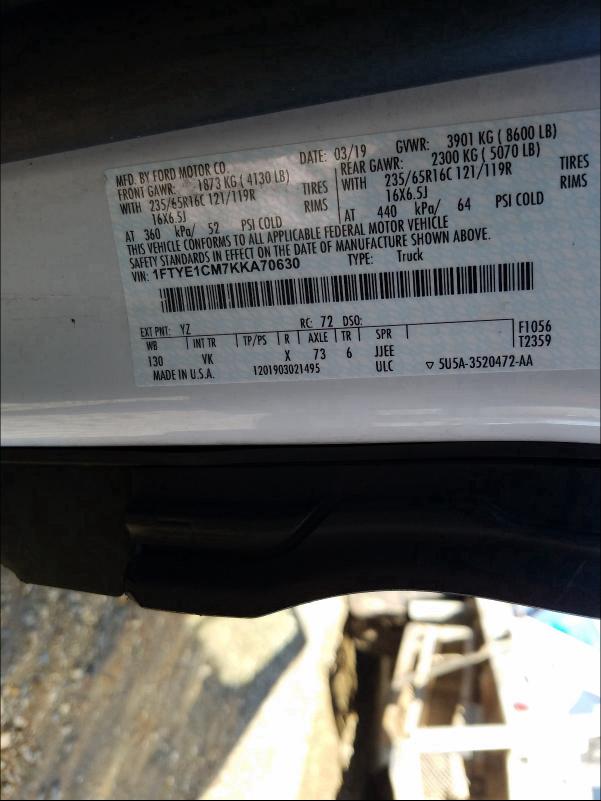 MFD. BY FORD MOTOR CO. DATE: 03/19 GVWR: 3901 KG ( 8600 LB)
FRONT GAWR: 1873 KG ( 4130 LB) REAR GAWR: 2300 KG ( 5070 LB)
WITH 235/65R16C 121/119R TIRES WITH 235/65R16C 121/119R TIRES
16X6.5J RIMS 16X6.5J RIMS
AT 360 kPa/ 52 PSI COLD AT 440 kPa/ 64 PSI COLD
THIS VEHICLE CONFORMS TO ALL APPLICABLE FEDERAL MOTOR VEHICLE
SAFETY STANDARDS IN EFFECT ON THE DATE OF MANUFACTURE SHOWN ABOVE.
VIN: 1FTYE1CM7KKA70630 TYPE: Truck
EXT PNT: YZ RC: 72 DSO: F1056
WB INT TR TP/PS R AXLE TR SPR T2359
130 VK X 73 6 JJEE
MADE IN U.S.A. 1201903021495 ULC ▽ 5U5A-3520472-AA